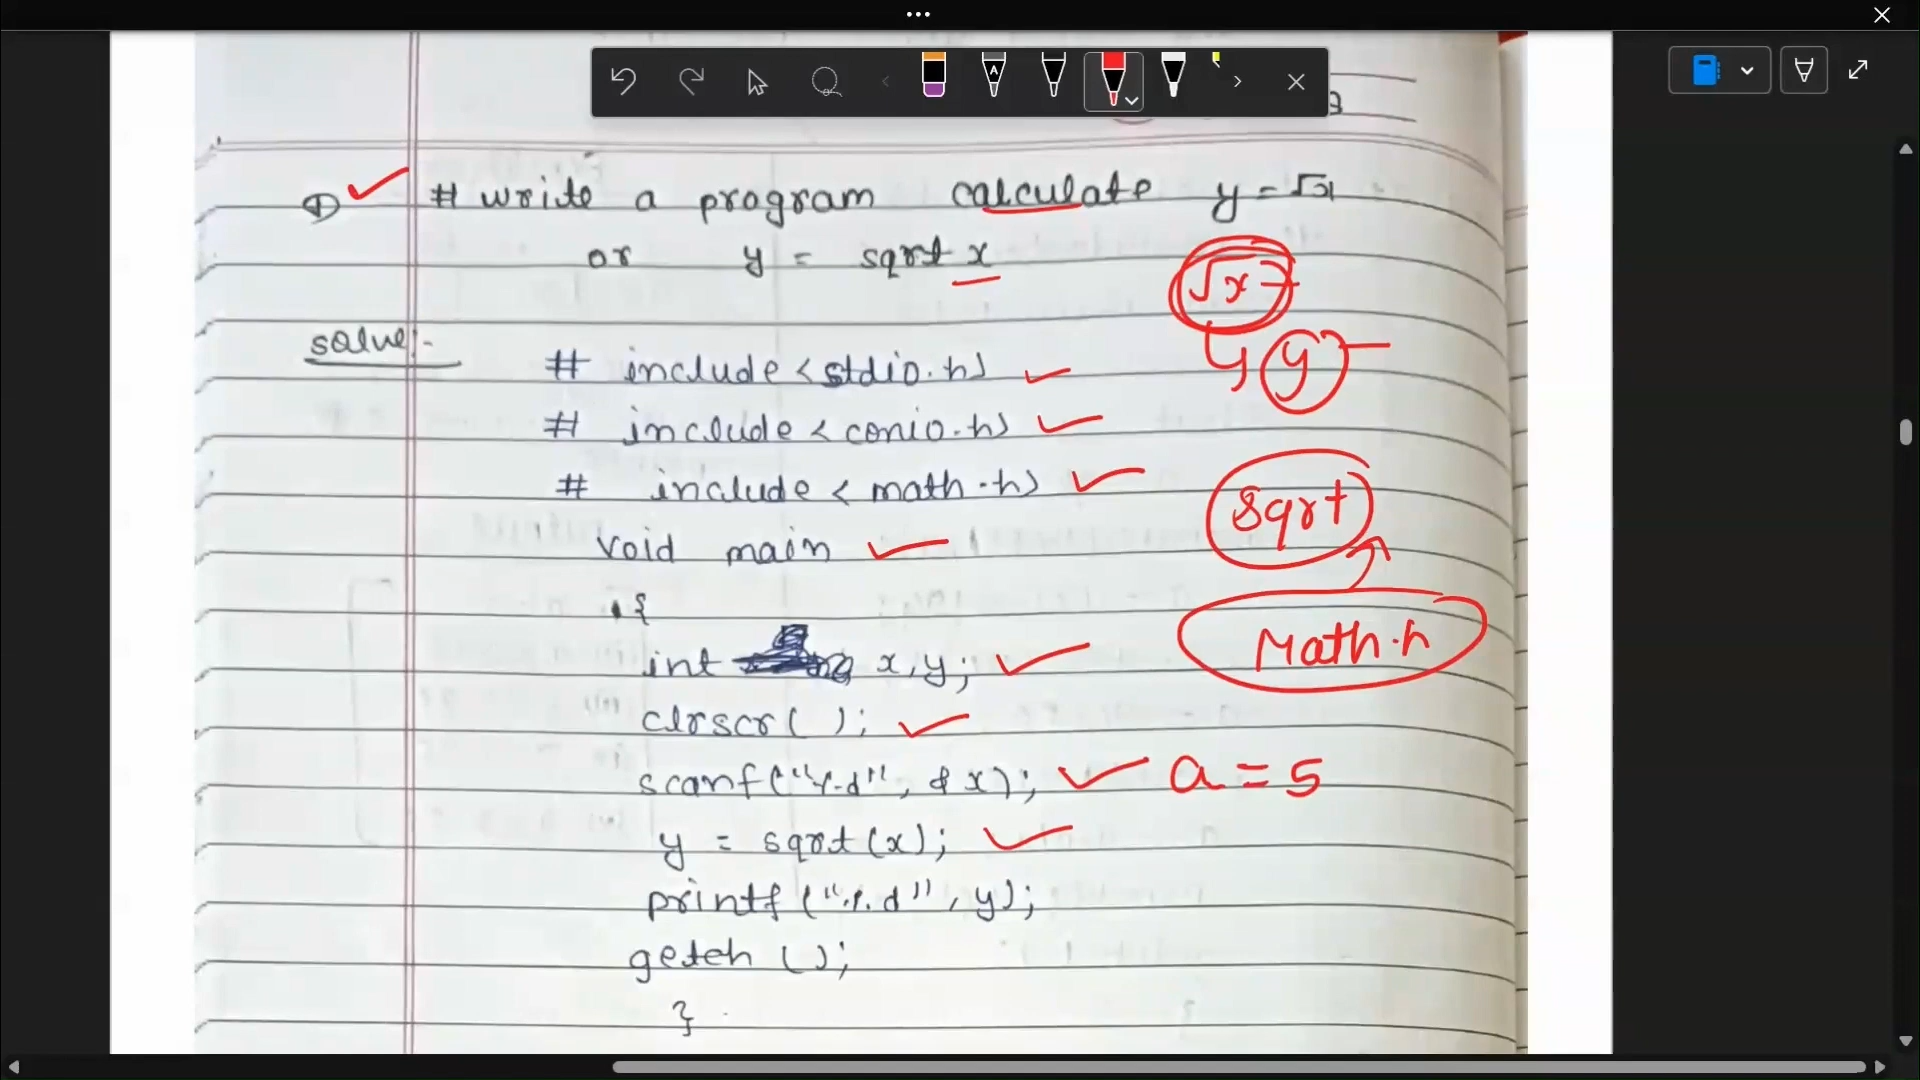 ① # write a program calculate y = √x
or y = sqrt x
√x
y
solve:-
# include <stdio.h>
# include <conio.h>
# include <math.h>
sqrt
void main
{
Math.h
int x,y;
clrscr( );
scanf("%d", &x);
a = 5
y = sqrt(x);
printf("%d", y);
getch ();
}